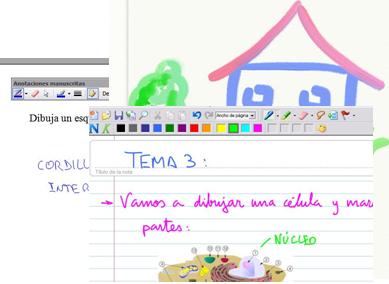 Anotaciones manuscritas
Dibuja un esq
CORDILL
INTER
Ancho de página
TEMA 3:
Título de la nota
→ Vamos a dibujar una célula y mar
partes:
NÚCLEO